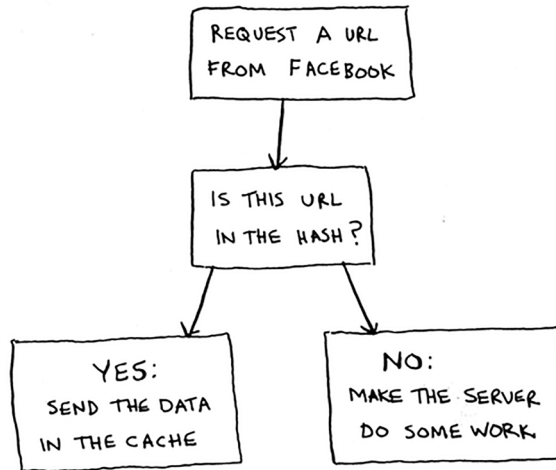 REQUEST A URL
FROM FACEBOOK
IS THIS URL
IN THE HASH?
YES:
SEND THE DATA
IN THE CACHE
NO:
MAKE THE SERVER
DO SOME WORK